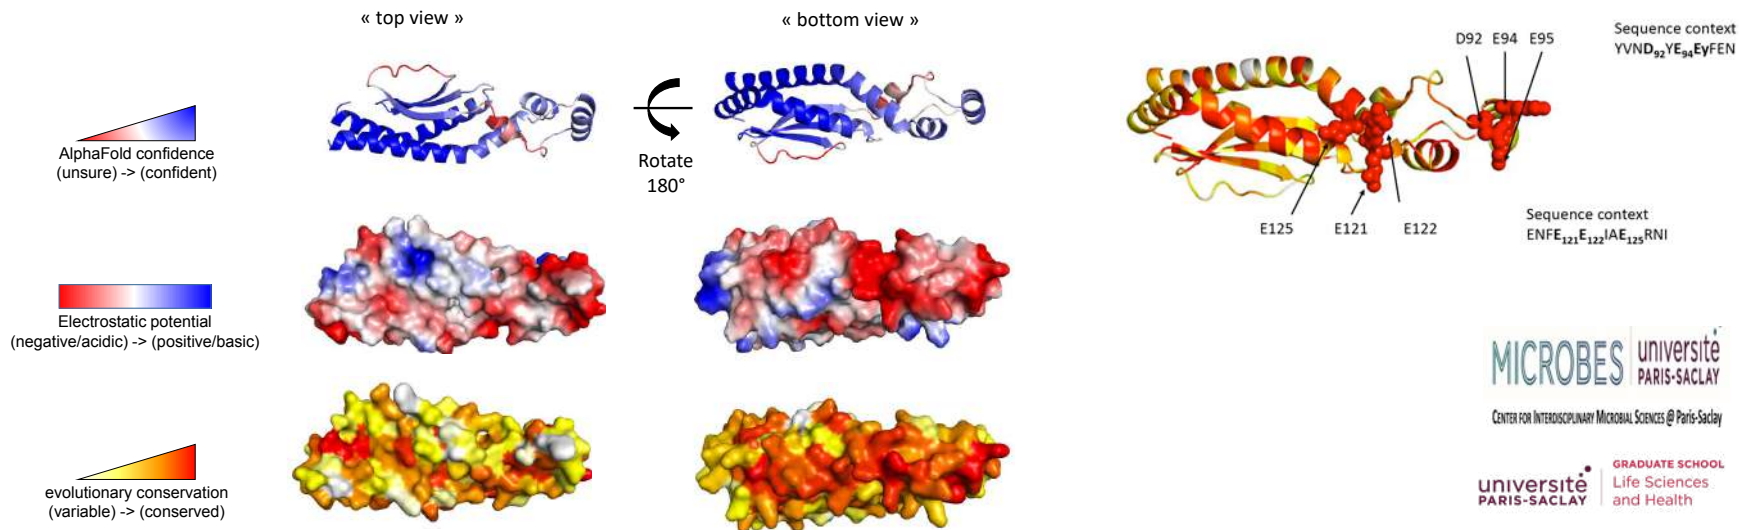 « top view »
« bottom view »
AlphaFold confidence
(unsure) -> (confident)
Rotate
180°
Electrostatic potential
(negative/acidic) -> (positive/basic)
evolutionary conservation
(variable) -> (conserved)
D92 E94 E95
Sequence context
YVND92YE94EyFEN
E125 E121 E122
Sequence context
ENFE121E122IAE125RNI
MICROBES
université
PARIS-SACLAY
CENTER FOR INTERDISCIPLINARY MICROBIAL SCIENCES @ Paris-Saclay
université
PARIS-SACLAY
GRADUATE SCHOOL
Life Sciences
and Health